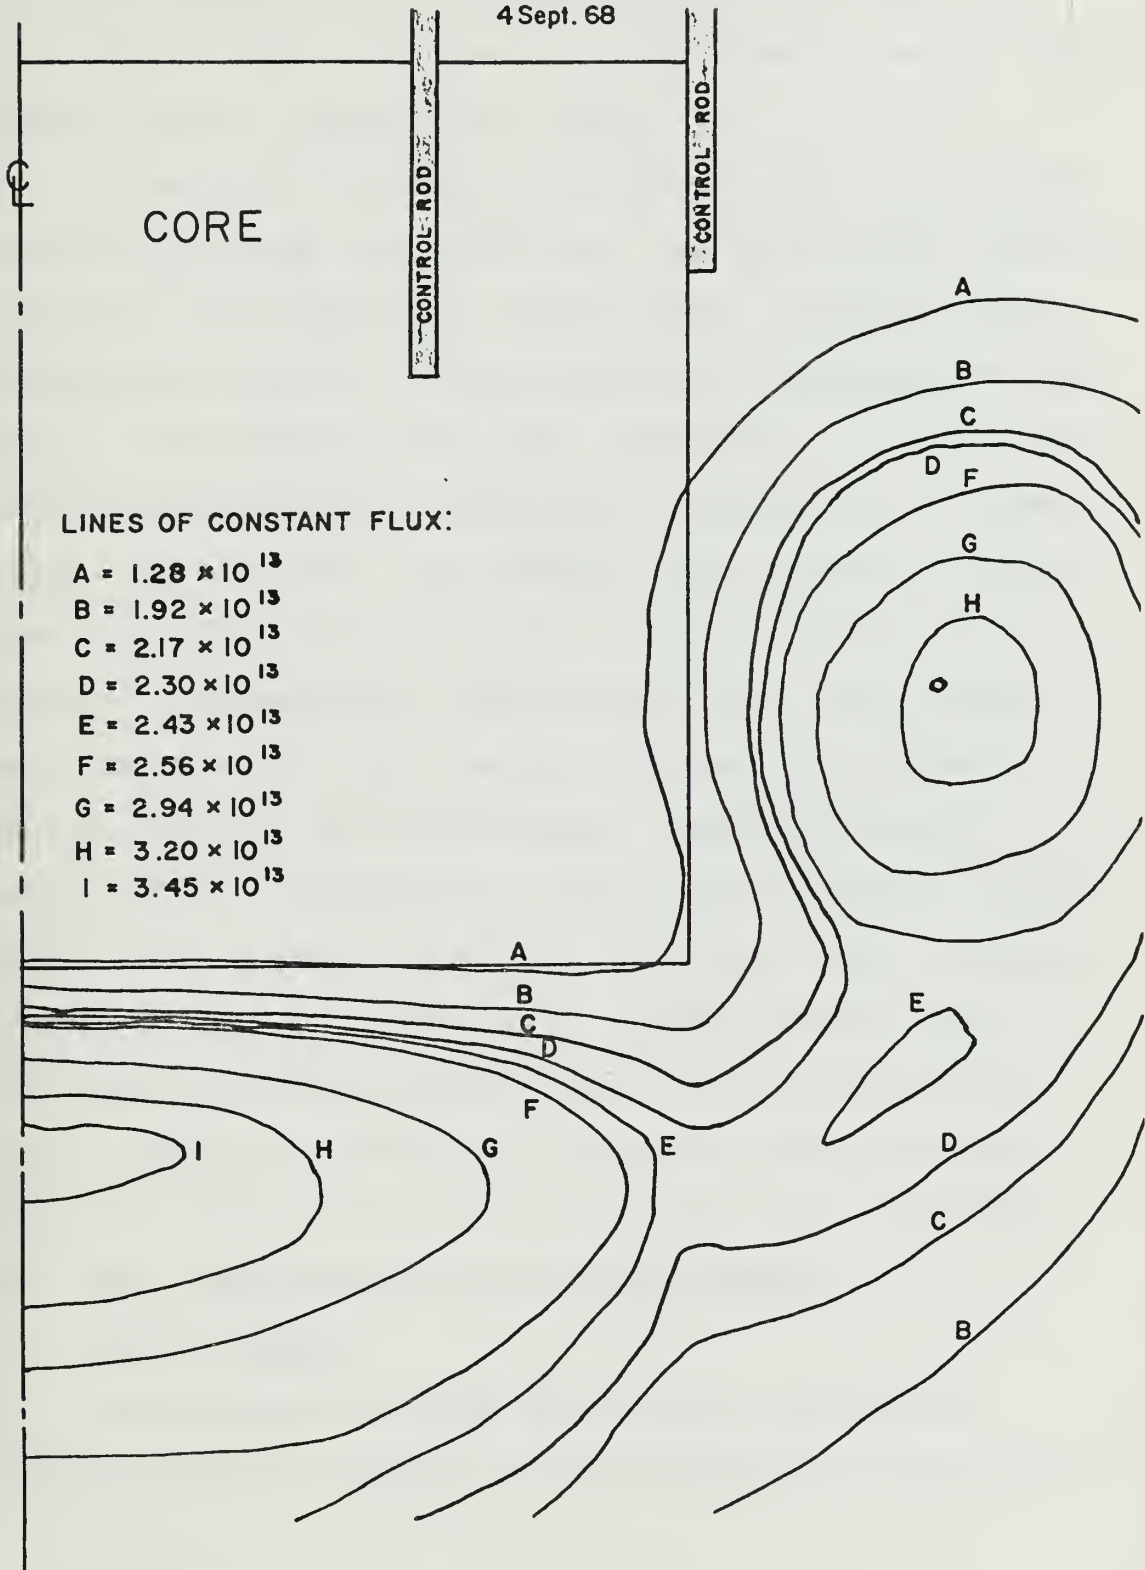 4 Sept. 68
CONTROL ROD
CONTROL ROD
℄
CORE
LINES OF CONSTANT FLUX:
A = 1.28 × 10¹³
B = 1.92 × 10¹³
C = 2.17 × 10¹³
D = 2.30 × 10¹³
E = 2.43 × 10¹³
F = 2.56 × 10¹³
G = 2.94 × 10¹³
H = 3.20 × 10¹³
I = 3.45 × 10¹³
A
B
C
D
F
G
H
A
B
C
D
F
E
I
H
G
E
D
C
B